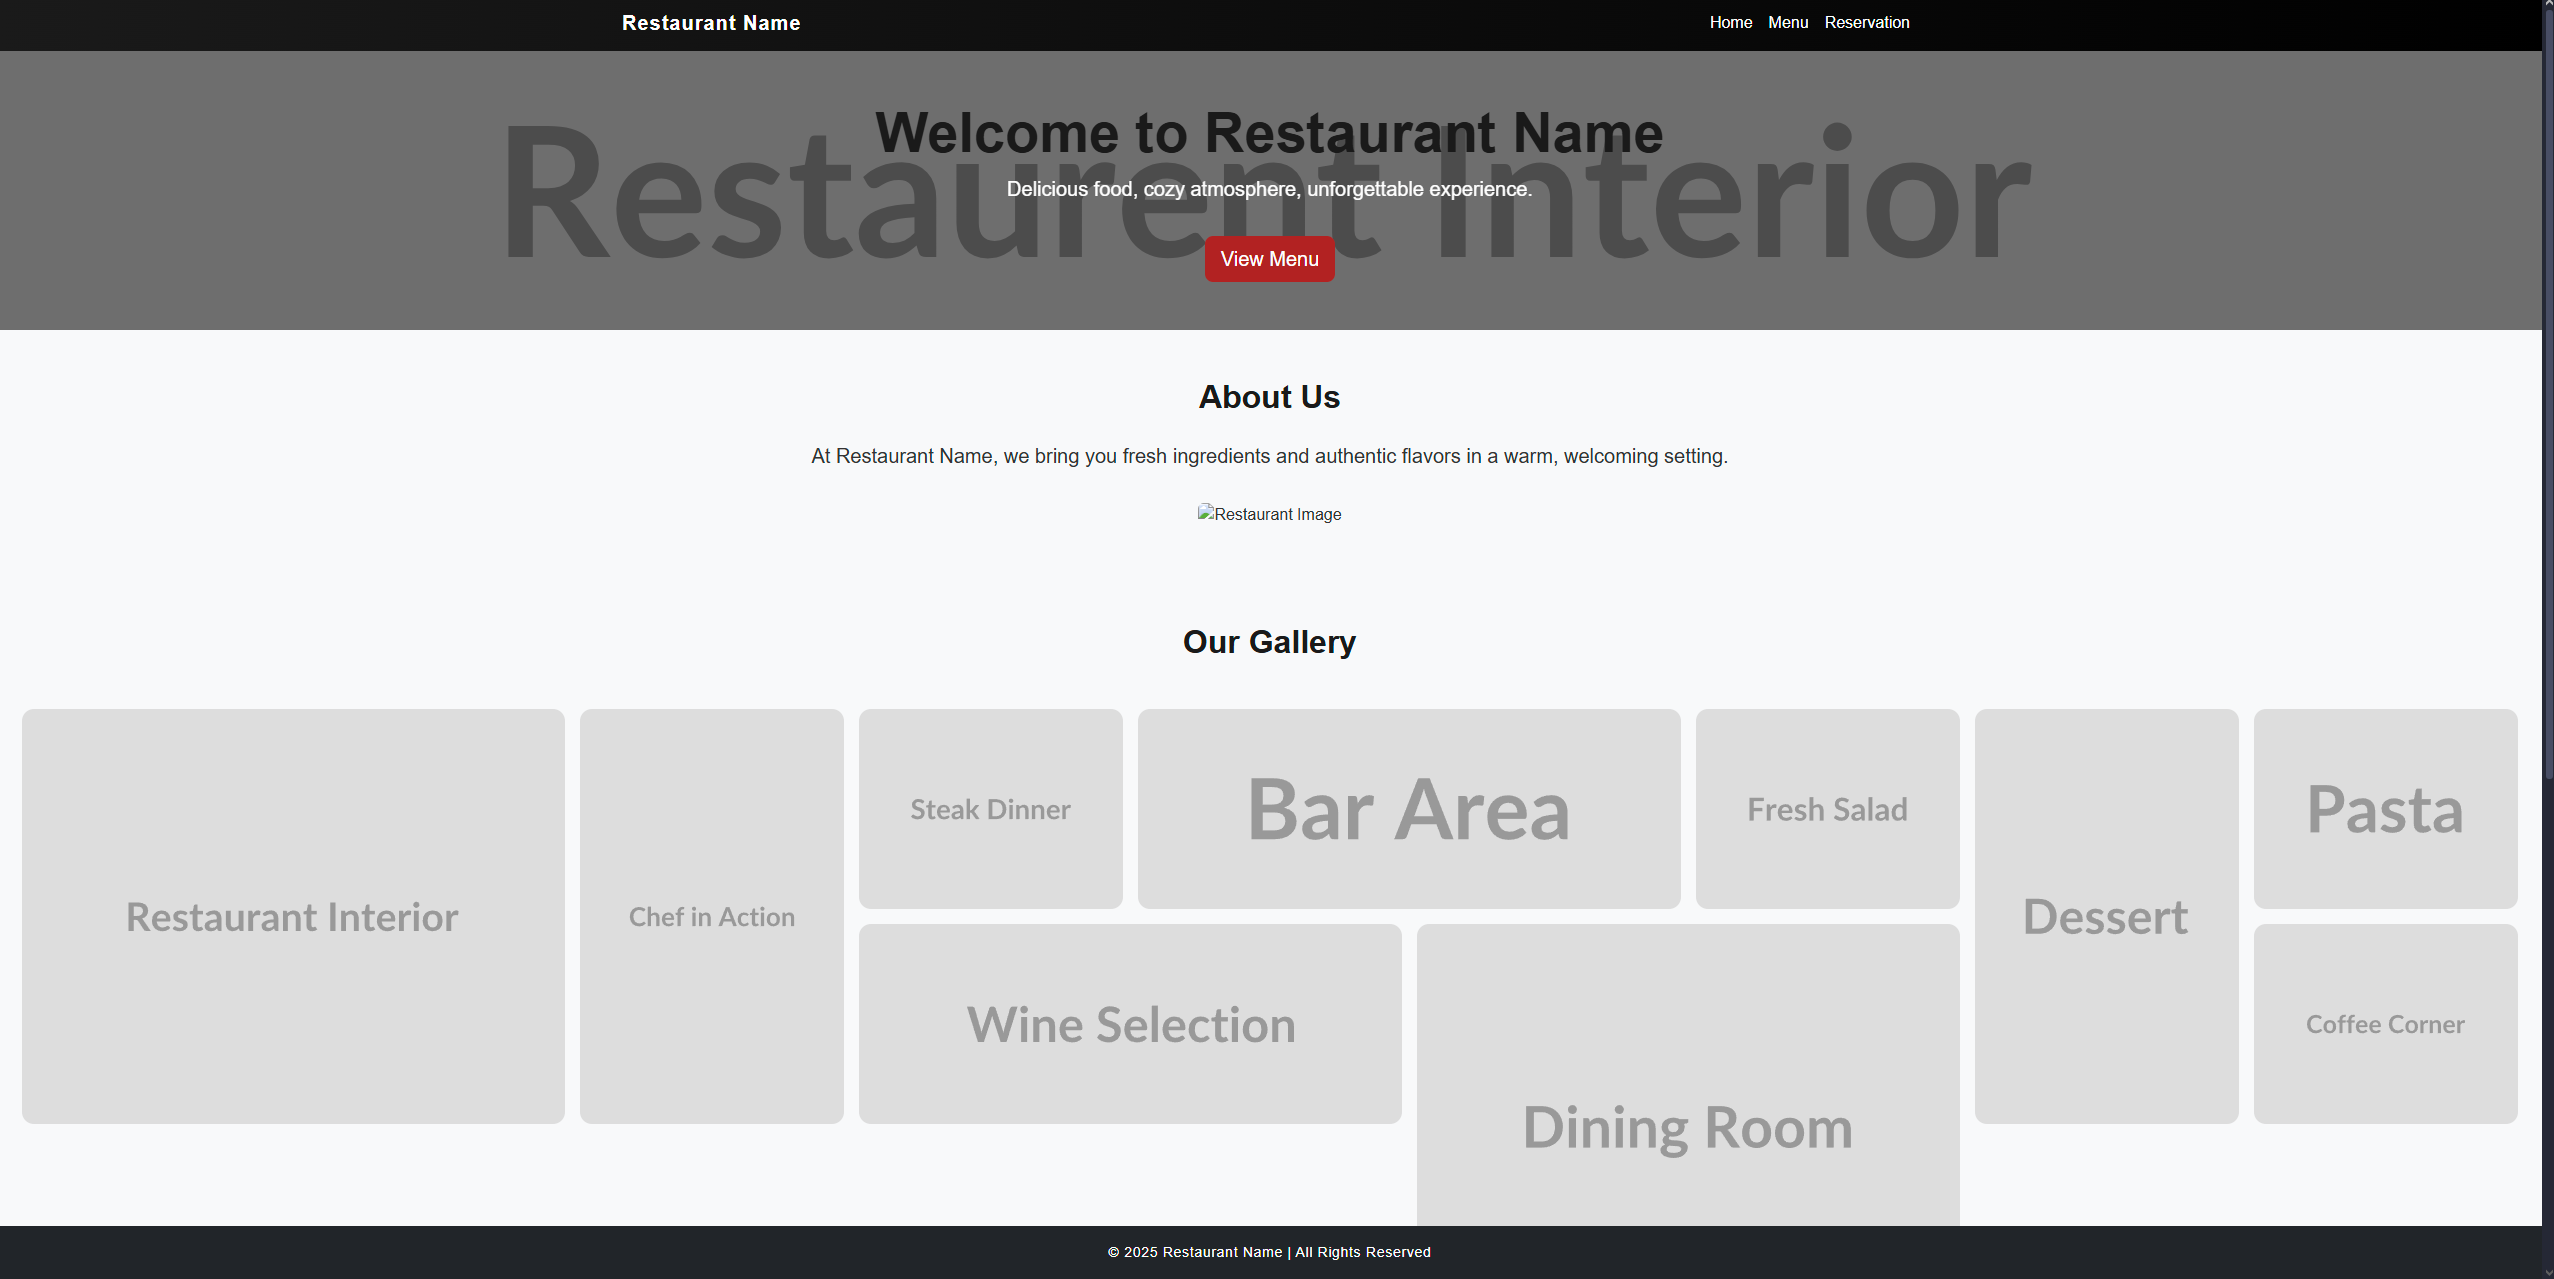 Restaurant Name
Home Menu Reservation
Restaurent Interior
Welcome to Restaurant Name
Delicious food, cozy atmosphere, unforgettable experience.
View Menu
About Us
At Restaurant Name, we bring you fresh ingredients and authentic flavors in a warm, welcoming setting.
Restaurant Image
Our Gallery
Restaurant Interior
Chef in Action
Steak Dinner
Bar Area
Fresh Salad
Dessert
Pasta
Wine Selection
Dining Room
Coffee Corner
© 2025 Restaurant Name | All Rights Reserved